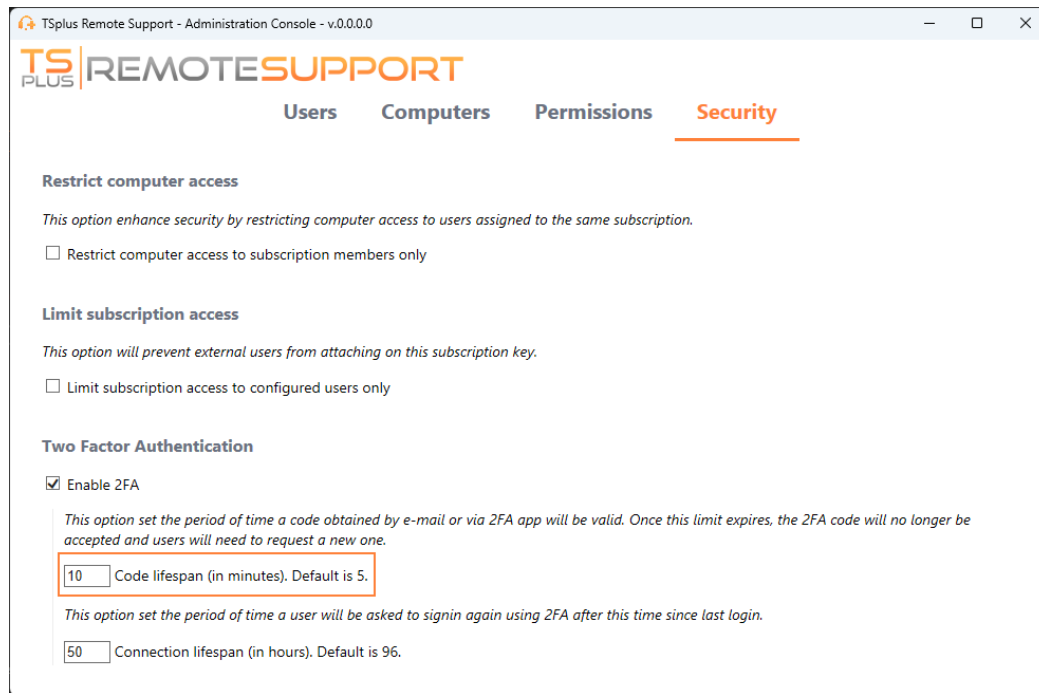 TSplus Remote Support - Administration Console - v.0.0.0.0
TS PLUS REMOTESUPPORT
Users Computers Permissions Security
Restrict computer access
This option enhance security by restricting computer access to users assigned to the same subscription.
Restrict computer access to subscription members only
Limit subscription access
This option will prevent external users from attaching on this subscription key.
Limit subscription access to configured users only
Two Factor Authentication
Enable 2FA
This option set the period of time a code obtained by e-mail or via 2FA app will be valid. Once this limit expires, the 2FA code will no longer be
accepted and users will need to request a new one.
10 Code lifespan (in minutes). Default is 5.
This option set the period of time a user will be asked to signin again using 2FA after this time since last login.
50 Connection lifespan (in hours). Default is 96.